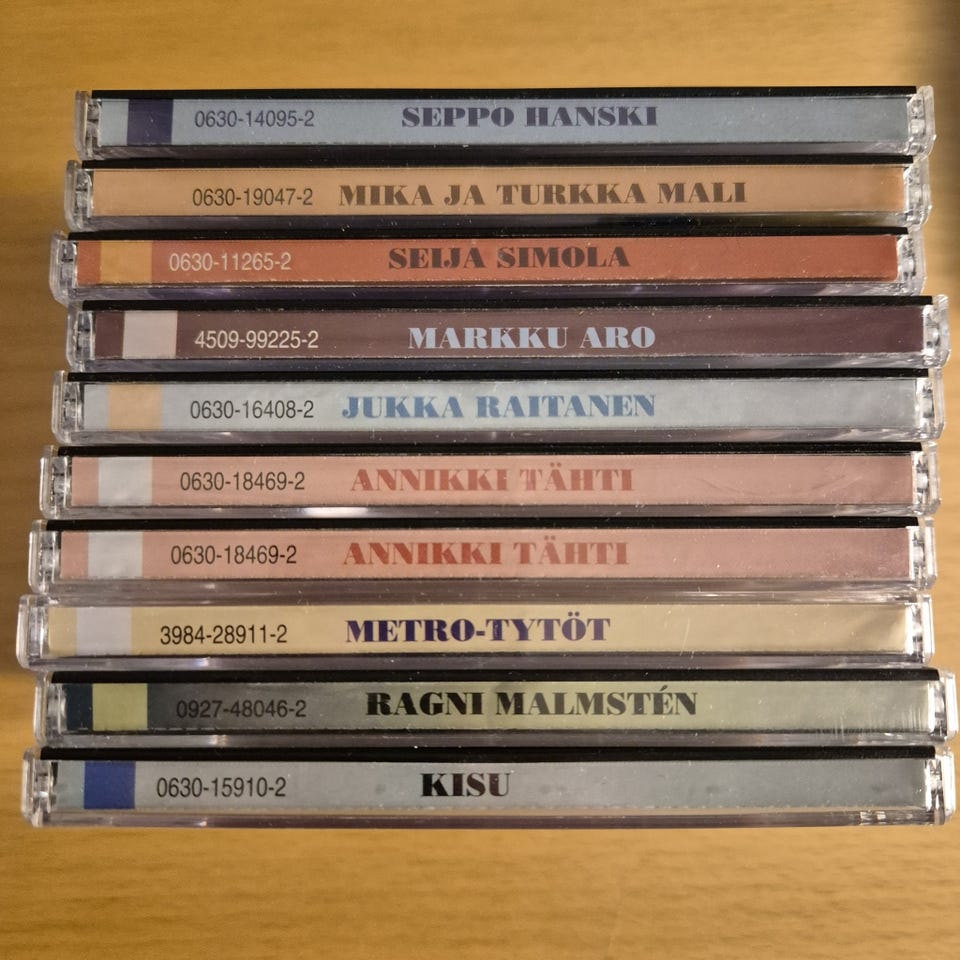 0630-14095-2 SEPPO HANSKI
0630-19047-2 MIKA JA TURKKA MALI
0630-11265-2 SEIJA SIMOLA
4509-99225-2 MARKKU ARO
0630-16408-2 JUKKA RAITANEN
0630-18469-2 ANNIKKI TÄHTI
0630-18469-2 ANNIKKI TÄHTI
3984-28911-2 METRO-TYTÖT
0927-48046-2 RAGNI MALMSTÉN
0630-15910-2 KISU